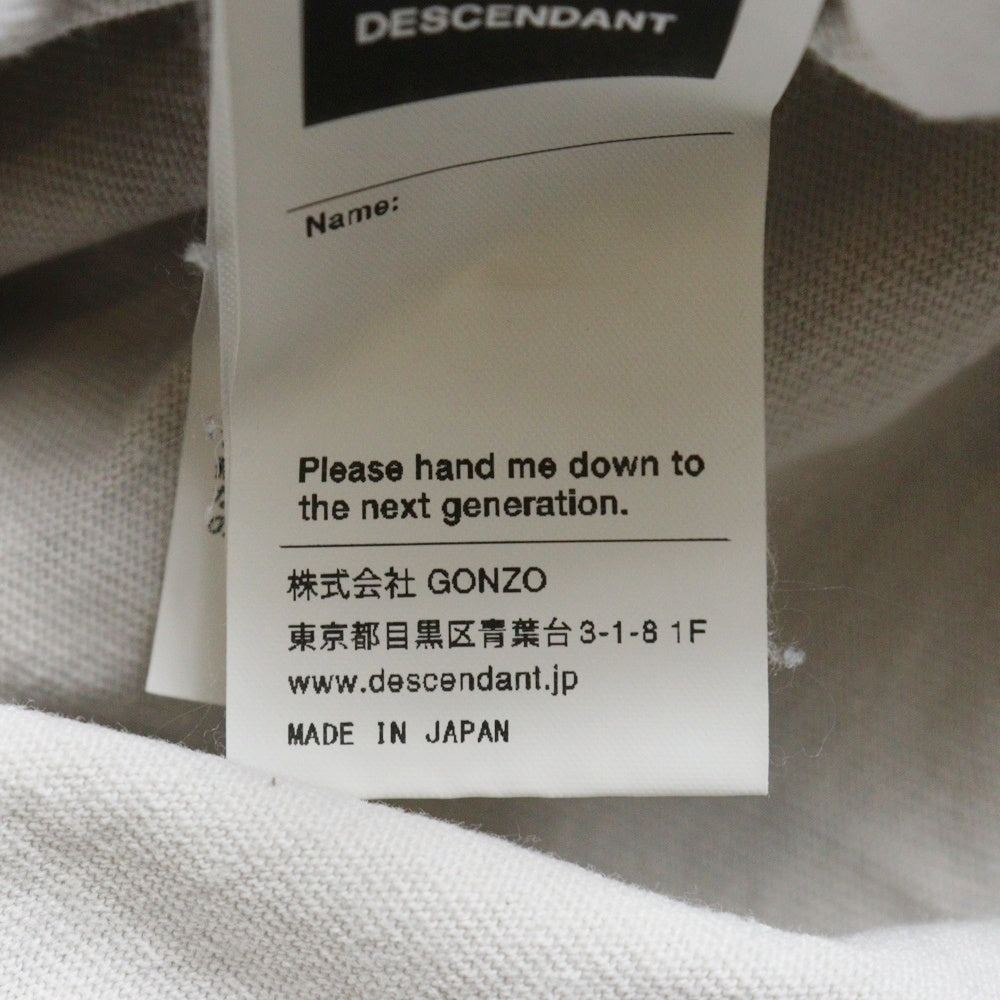 DESCENDANT
Name:
Please hand me down to
the next generation.
株式会社 GONZO
東京都目黒区青葉台3-1-8 1F
www.descendant.jp
MADE IN JAPAN